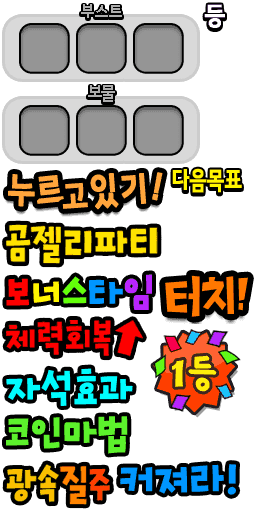 부스트
등
보물
누르고있기!
다음목표
곰젤리파티
보너스타임
터치!
체력회복
1등
자석효과
코인마법
광속질주
커져라!